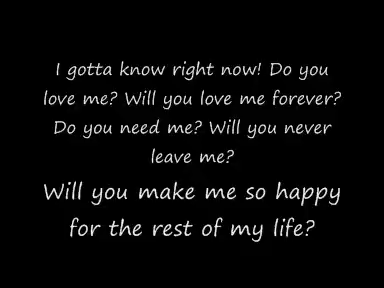 I gotta know right now! Do you
love me? Will you love me forever?
Do you need me? Will you never
leave me?
Will you make me so happy
for the rest of my life?